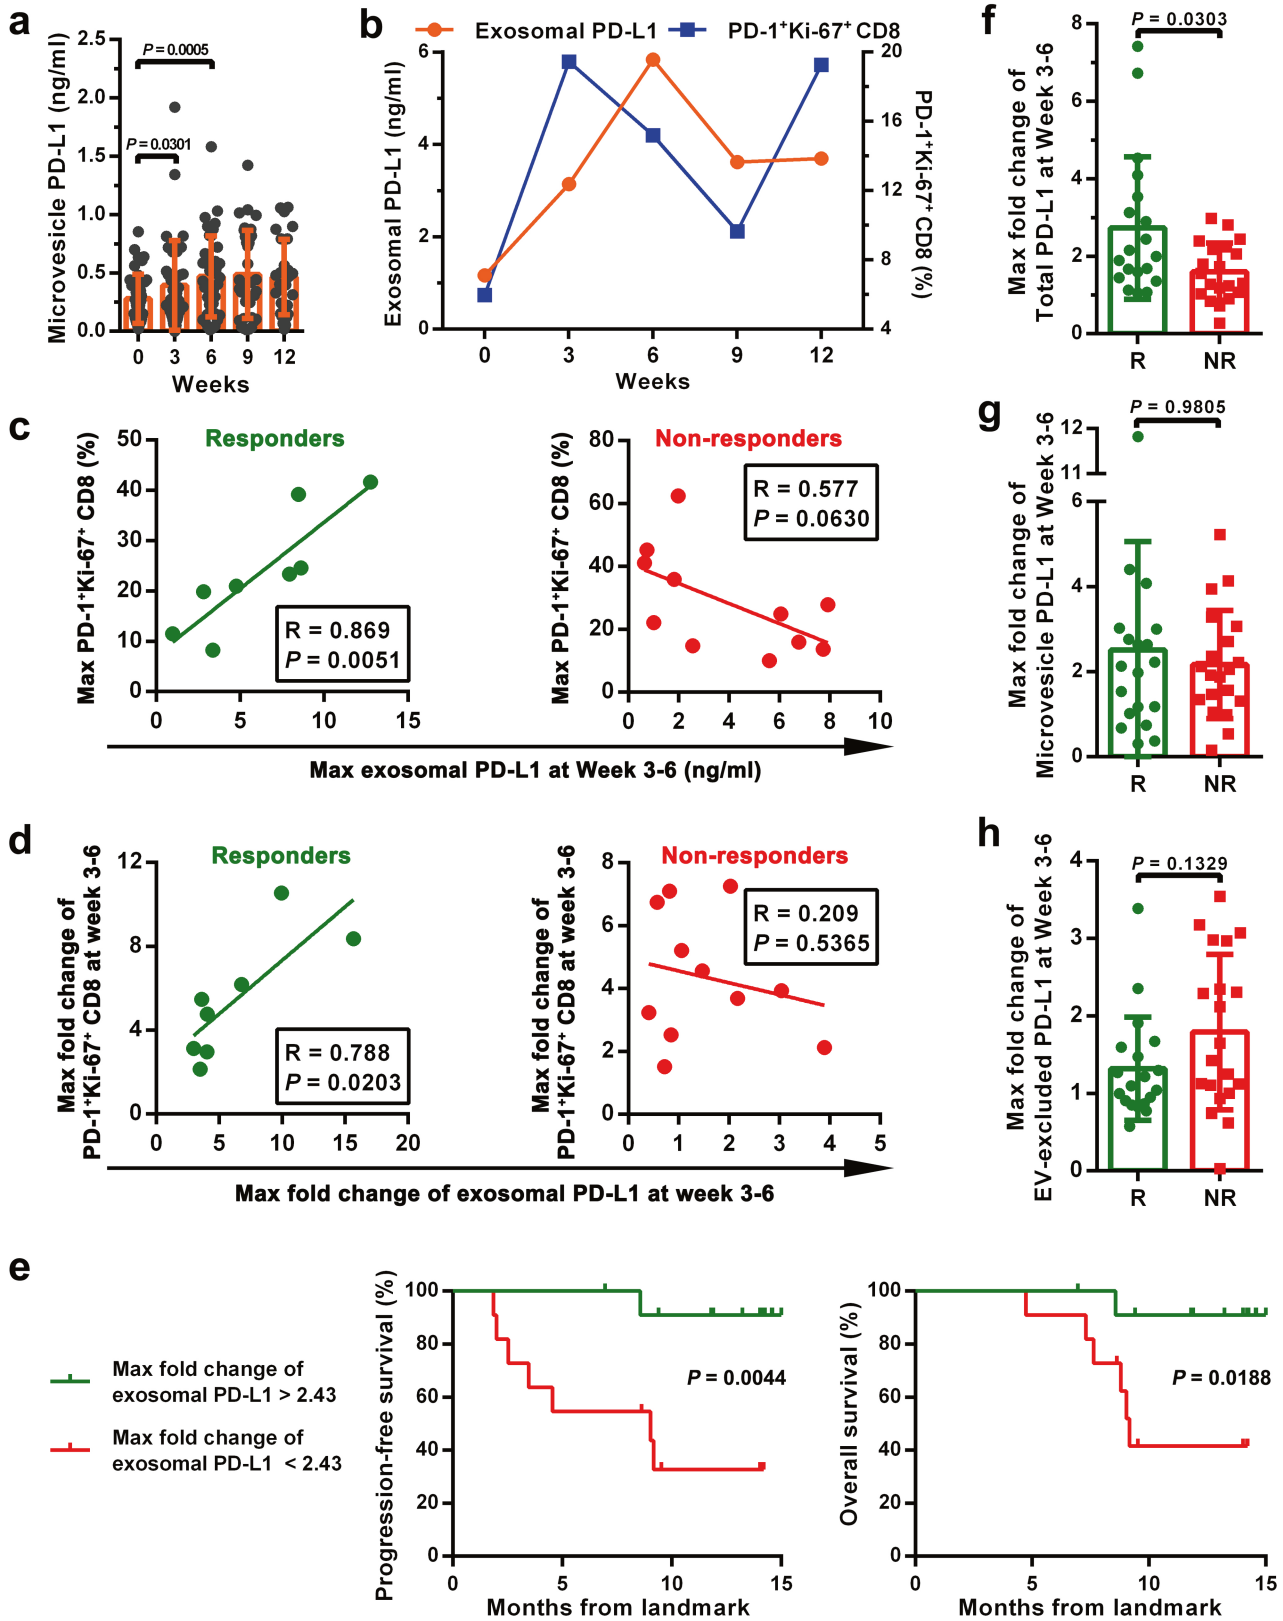 a
Microvesicle PD-L1 (ng/ml)
2.5
2.0
1.5
1.0
0.5
0.0
P = 0.0005
P = 0.0301
0 3 6 9 12
Weeks
b
Exosomal PD-L1
PD-1+Ki-67+ CD8
Exosomal PD-L1 (ng/ml)
6
4
2
0
PD-1+Ki-67+ CD8 (%)
20
16
12
8
4
0 3 6 9 12
Weeks
c
Max PD-1+Ki-67+ CD8 (%)
50
40
30
20
10
0
Responders
R = 0.869
P = 0.0051
0 5 10 15
Max PD-1+Ki-67+ CD8 (%)
80
60
40
20
0
Non-responders
R = 0.577
P = 0.0630
0 2 4 6 8 10
Max exosomal PD-L1 at Week 3-6 (ng/ml)
d
Max fold change of
PD-1+Ki-67+ CD8 at week 3-6
12
8
4
0
Responders
R = 0.788
P = 0.0203
0 5 10 15 20
Max fold change of
PD-1+Ki-67+ CD8 at week 3-6
8
6
4
2
0
Non-responders
R = 0.209
P = 0.5365
0 1 2 3 4 5
Max fold change of exosomal PD-L1 at week 3-6
e
Max fold change of
exosomal PD-L1 > 2.43
Max fold change of
exosomal PD-L1 < 2.43
Progression-free survival (%)
100
80
60
40
20
0
P = 0.0044
0 5 10 15
Months from landmark
Overall survival (%)
100
80
60
40
20
0
P = 0.0188
0 5 10 15
Months from landmark
f
Max fold change of
Total PD-L1 at Week 3-6
8
6
4
2
0
P = 0.0303
R NR
g
Max fold change of
Microvesicle PD-L1 at Week 3-6
12
11
6
4
2
0
P = 0.9805
R NR
h
Max fold change of
EV-excluded PD-L1 at Week 3-6
4
3
2
1
0
P = 0.1329
R NR